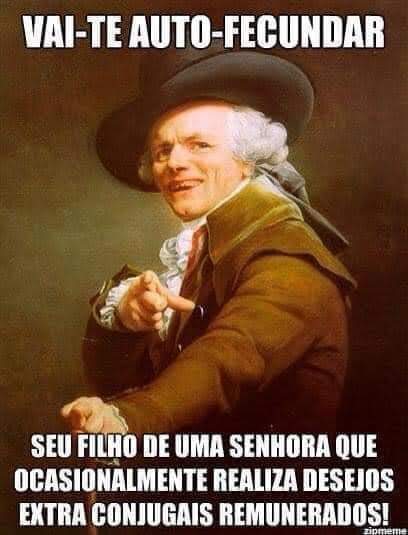 VAI-TE AUTO-FECUNDAR
SEU FILHO DE UMA SENHORA QUE
OCASIONALMENTE REALIZA DESEJOS
EXTRA CONJUGAIS REMUNERADOS!
zipmeme